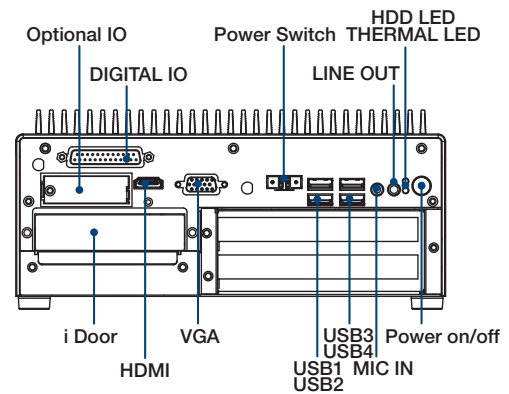 HDD LED
Optional IO
Power Switch
THERMAL LED
DIGITAL IO
LINE OUT
i Door
VGA
USB3
Power on/off
USB4
HDMI
USB1
MIC IN
USB2